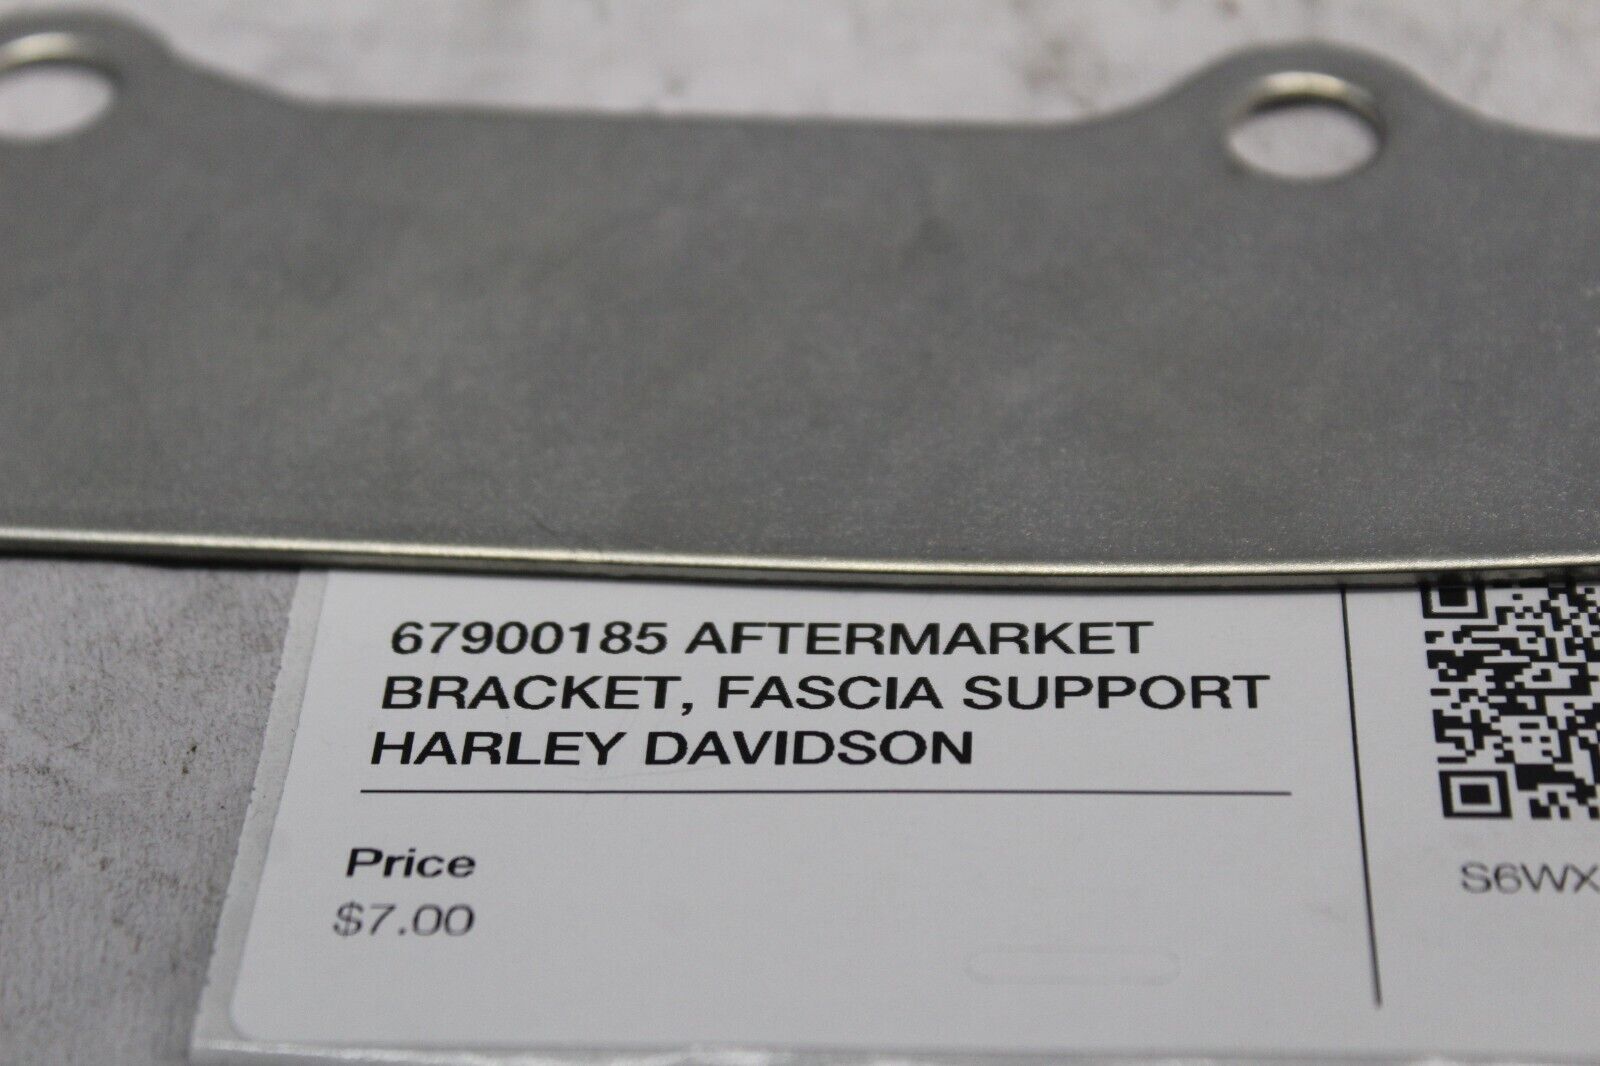 67900185 AFTERMARKET
BRACKET, FASCIA SUPPORT
HARLEY DAVIDSON
Price
$7.00
S6WX